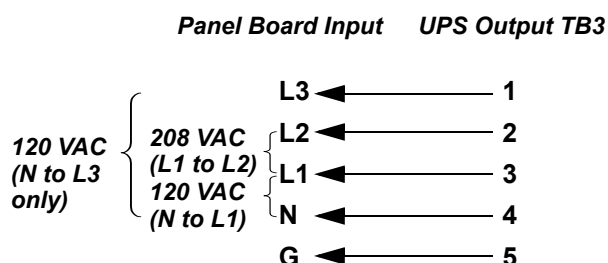 Panel Board Input UPS Output TB3
L3 1
L2 2
L1 3
N 4
G 5
120 VAC
(N to L3
only)
208 VAC
(L1 to L2)
120 VAC
(N to L1)